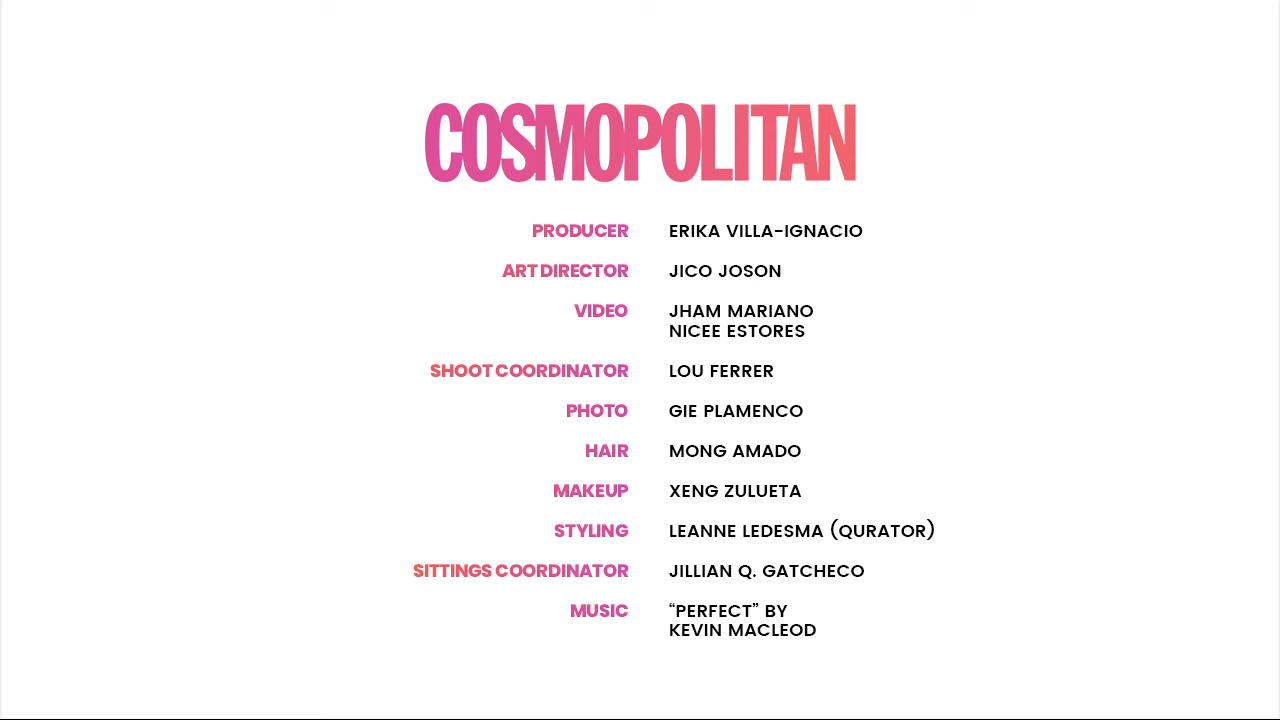 COSMOPOLITAN
PRODUCER ERIKA VILLA-IGNACIO
ART DIRECTOR JICO JOSON
VIDEO JHAM MARIANO
NICEE ESTORES
SHOOT COORDINATOR LOU FERRER
PHOTO GIE PLAMENCO
HAIR MONG AMADO
MAKEUP XENG ZULUETA
STYLING LEANNE LEDESMA (QURATOR)
SITTINGS COORDINATOR JILLIAN Q. GATCHECO
MUSIC “PERFECT” BY
KEVIN MACLEOD